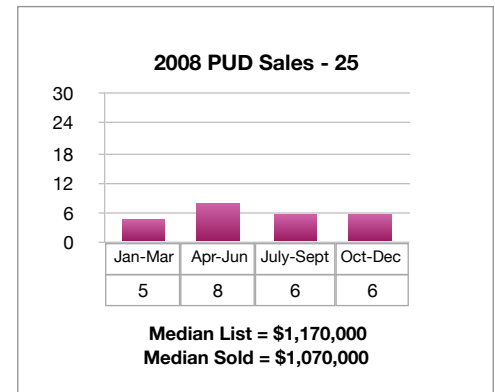 2008 PUD Sales - 25
30
24
18
12
6
0
Jan-Mar Apr-Jun July-Sept Oct-Dec
5 8 6 6
Median List = $1,170,000
Median Sold = $1,070,000